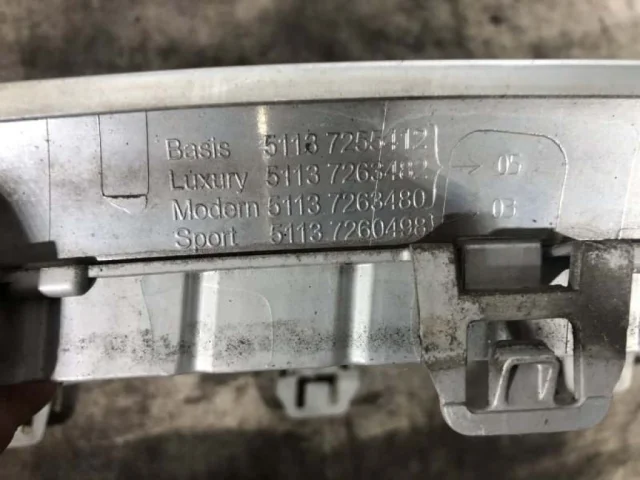 Basis 5113 7255412
Luxury 5113 7263482 → 05
Modern 5113 7263480
Sport 5113 7260498 03